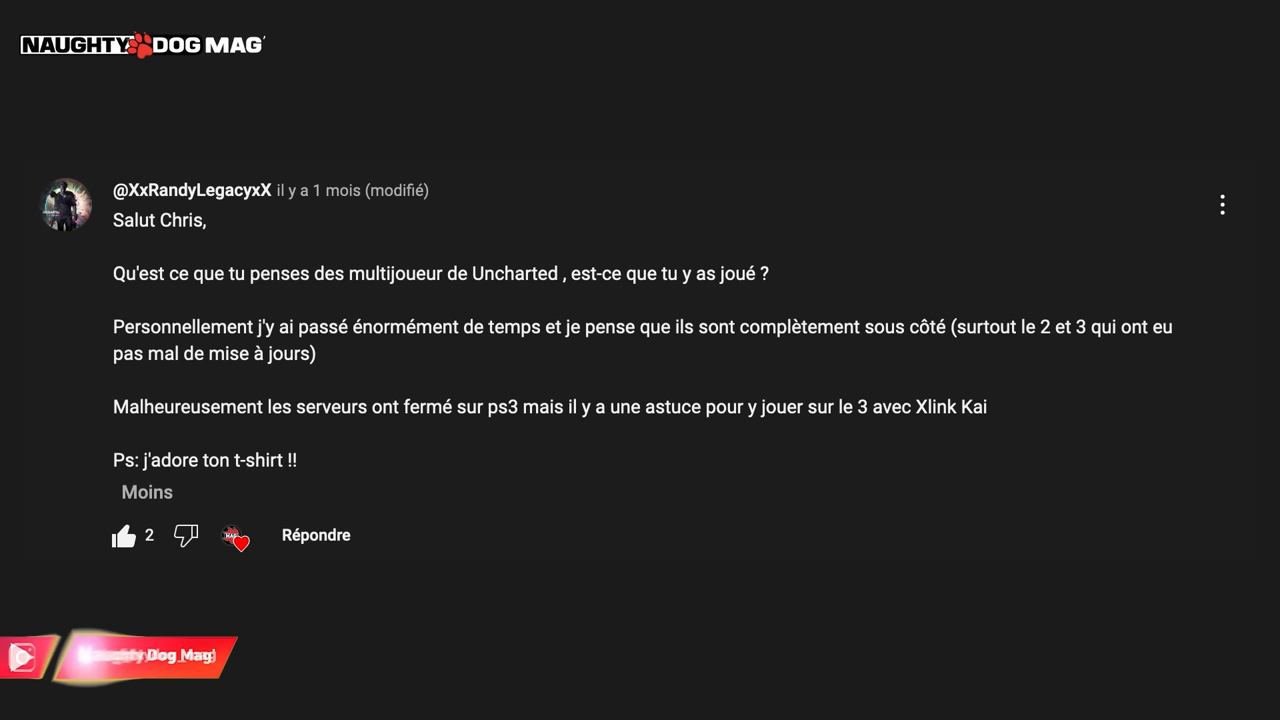 NAUGHTY DOG MAG'
@XxRandyLegacyxX il y a 1 mois (modifié)
Salut Chris,
Qu'est ce que tu penses des multijoueur de Uncharted , est-ce que tu y as joué ?
Personnellement j'y ai passé énormément de temps et je pense que ils sont complètement sous côté (surtout le 2 et 3 qui ont eu
pas mal de mise à jours)
Malheureusement les serveurs ont fermé sur ps3 mais il y a une astuce pour y jouer sur le 3 avec Xlink Kai
Ps: j'adore ton t-shirt !!
Moins
2
MAG
Répondre
Dog Mag